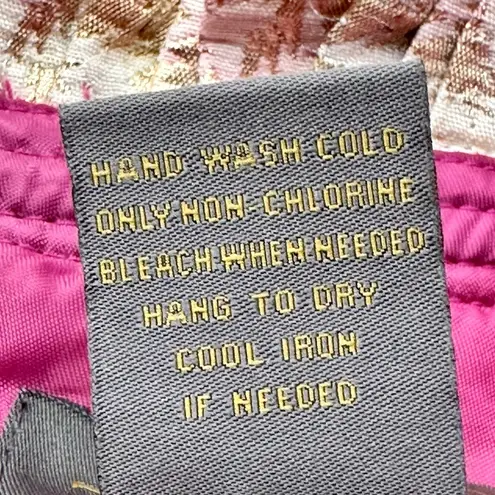 HAND WASH COLD
ONLY NON-CHLORINE
BLEACH WHEN NEEDED
HANG TO DRY
COOL IRON
IF NEEDED